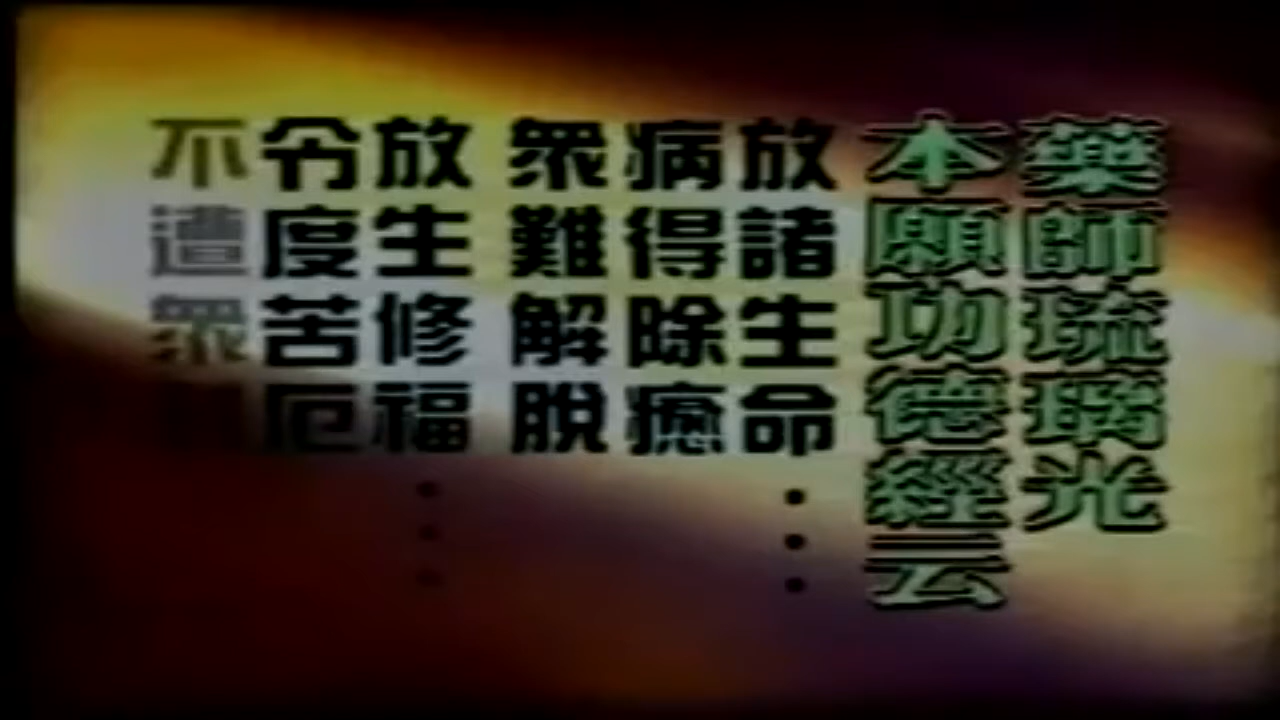 藥師琉璃光
本願功德經云
放諸生命…
病得除癒
眾難解脫
放生修福…
令度苦厄
不遭眾